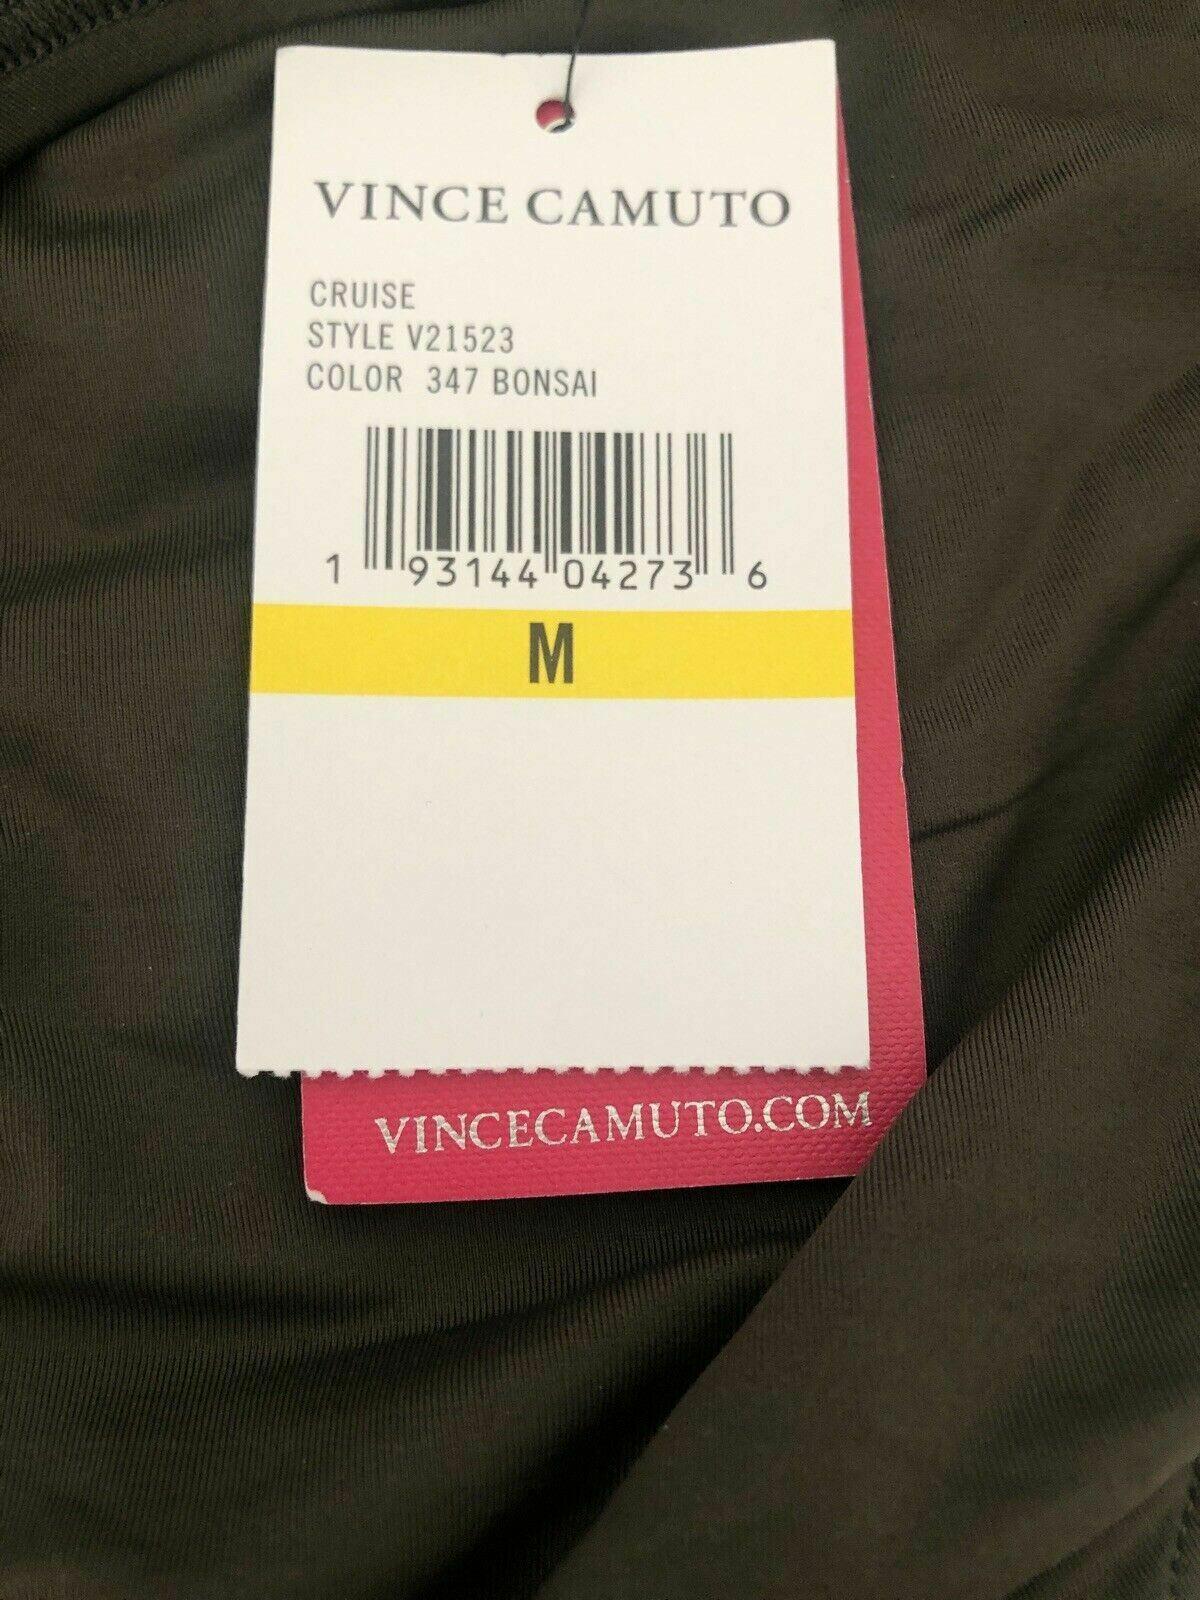 VINCE CAMUTO
CRUISE
STYLE V21523
COLOR 347 BONSAI
1 93144 04273 6
M
VINCECAMUTO.COM